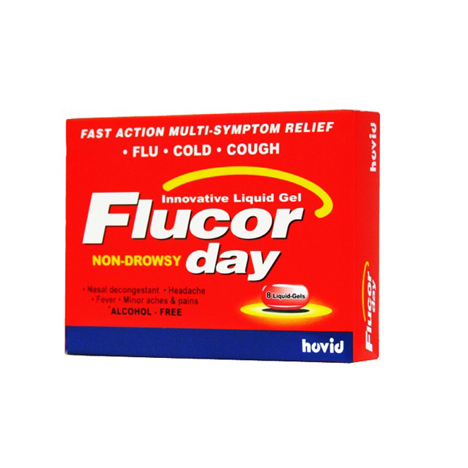 FAST ACTION MULTI-SYMPTOM RELIEF
• FLU • COLD • COUGH
Innovative Liquid Gel
Flucor
NON-DROWSY day
• Nasal decongestant • Headache
• Fever • Minor aches & pains
*ALCOHOL - FREE
8 Liquid-Gels
hovid
hovid
Flucor
day